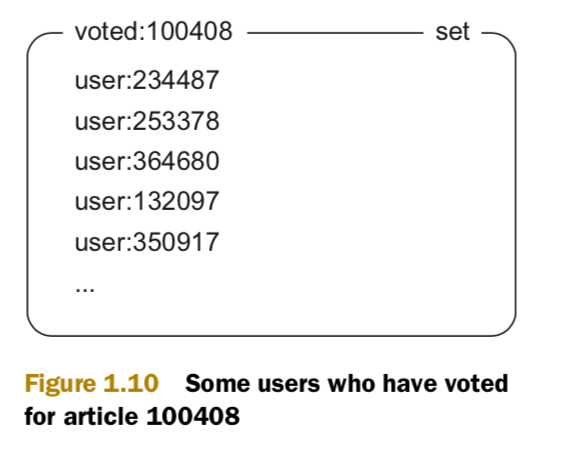 voted:100408 set
user:234487
user:253378
user:364680
user:132097
user:350917
...
Figure 1.10 Some users who have voted
for article 100408